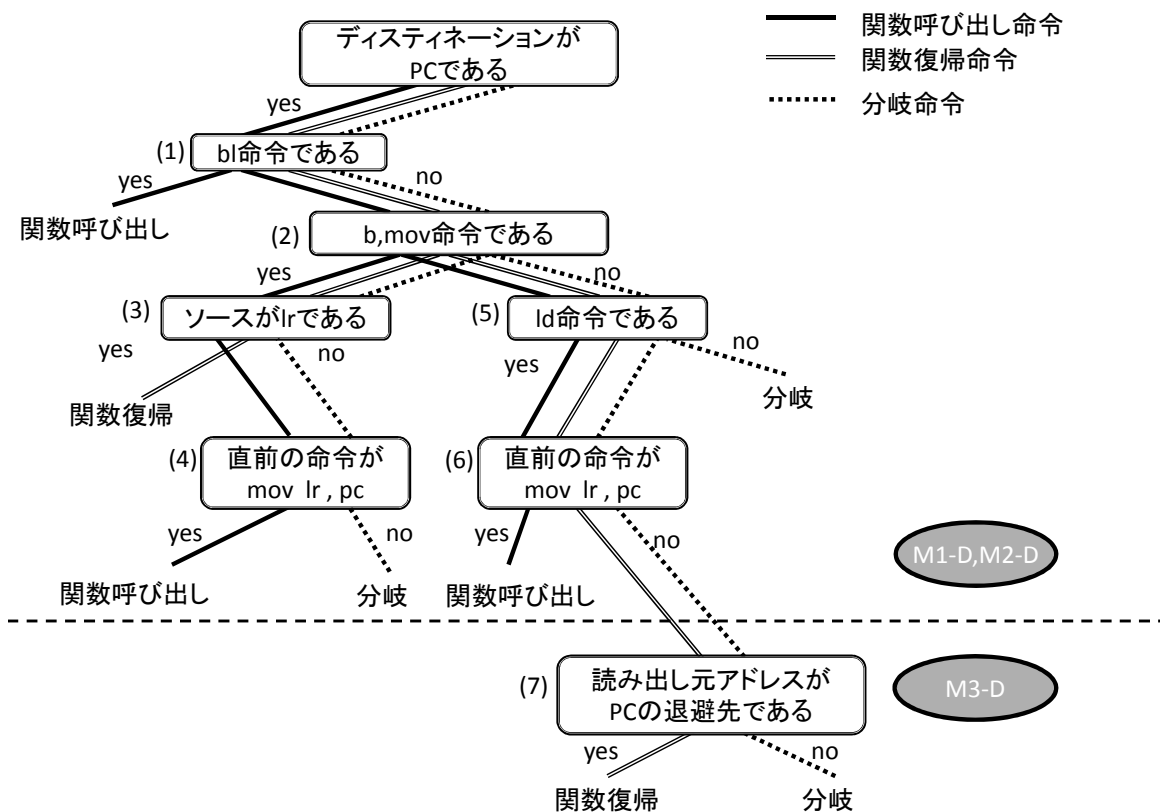 ディスティネーションが
PCである
関数呼び出し命令
関数復帰命令
分岐命令
yes
(1)
bl命令である
yes
no
関数呼び出し
(2)
b,mov命令である
yes
no
(3)
ソースがlrである
(5)
ld命令である
yes
no
yes
no
関数復帰
分岐
(4)
直前の命令が
mov lr , pc
(6)
直前の命令が
mov lr , pc
yes
no
yes
no
関数呼び出し
分岐
関数呼び出し
M1-D,M2-D
(7)
読み出し元アドレスが
PCの退避先である
M3-D
yes
no
関数復帰
分岐